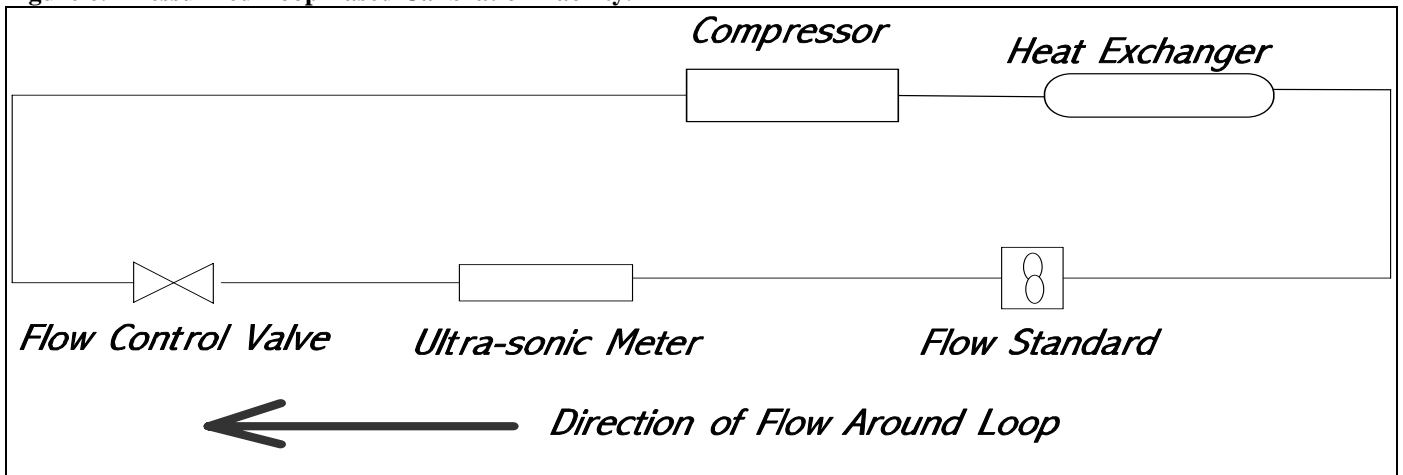 Compressor
Heat Exchanger
Flow Control Valve
Ultra-sonic Meter
Flow Standard
Direction of Flow Around Loop